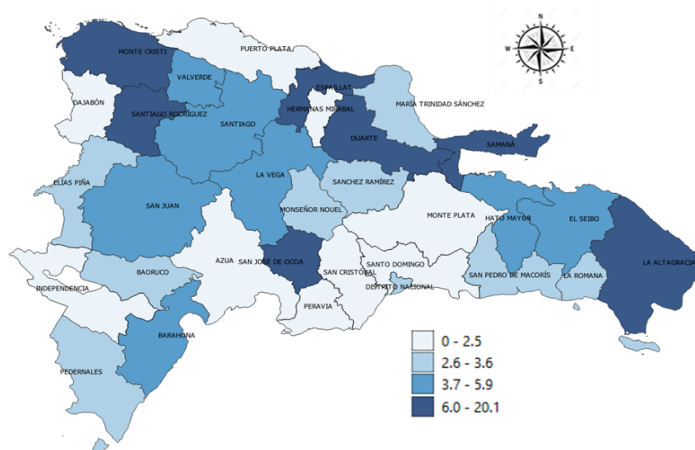 N
W
E
S
PUERTO PLATA
MONTE CRISTI
VALVERDE
ESPAILLAT
DAJABÓN
MARÍA TRINIDAD SÁNCHEZ
HERMANAS MIRABAL
SANTIAGO RODRÍGUEZ
SANTIAGO
DUARTE
SAMANÁ
LA VEGA
SANCHEZ RAMÍREZ
ELÍAS PIÑA
SAN JUAN
MONSEÑOR NOUEL
MONTE PLATA
HATO MAYOR
EL SEIBO
AZUA
SAN JOSÉ DE OCOA
SANTO DOMINGO
LA ALTAGRACIA
BAORUCO
SAN CRISTÓBAL
SAN PEDRO DE MACORÍS
LA ROMANA
INDEPENDENCIA
DISTRITO NACIONAL
PERAVIA
BARAHONA
PEDERNALES
0 - 2.5
2.6 - 3.6
3.7 - 5.9
6.0 - 20.1